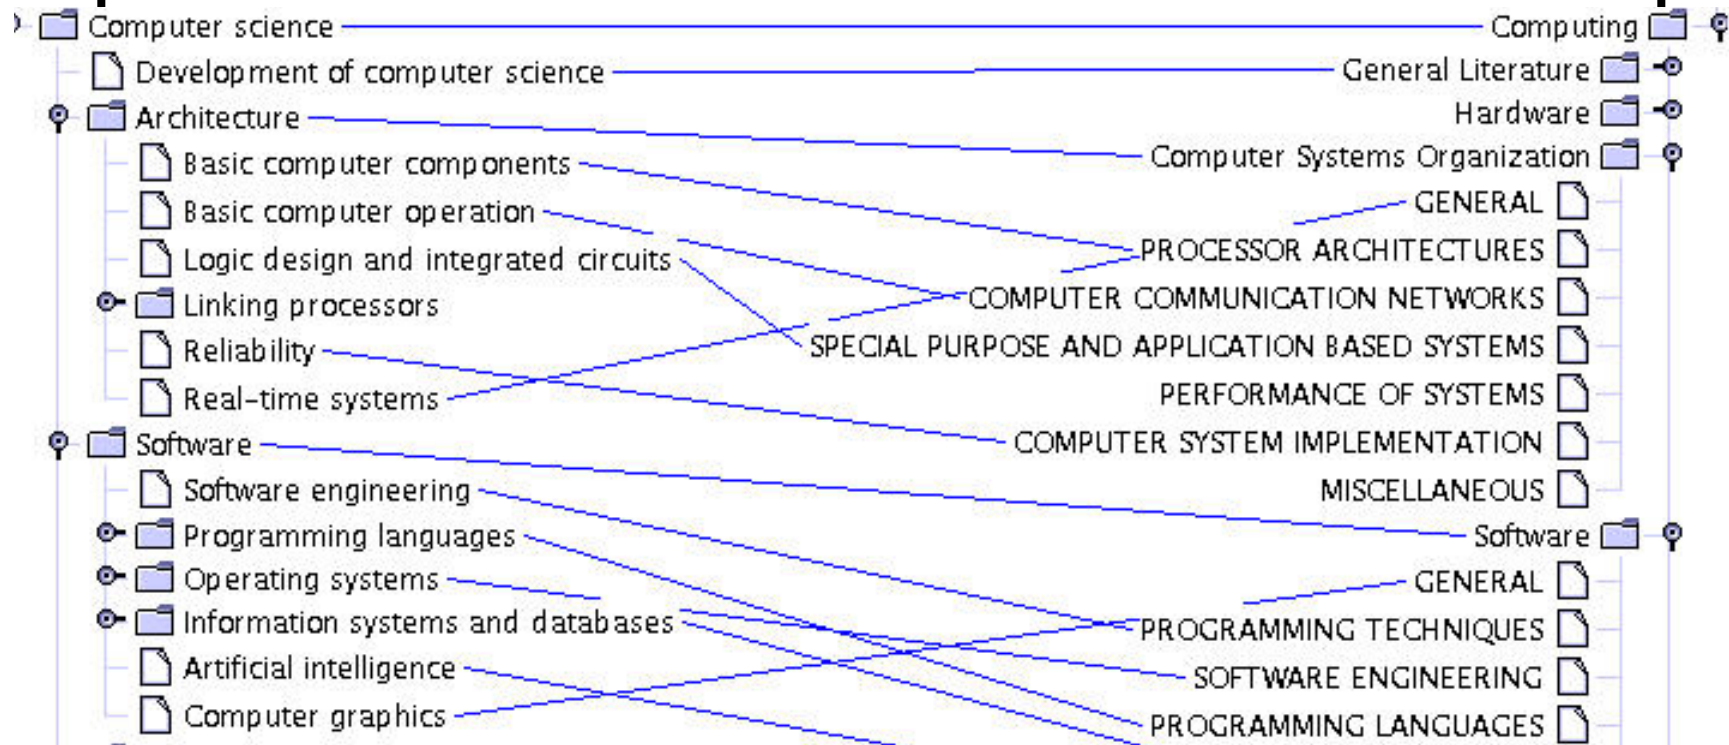 Computer science
Computing
Development of computer science
General Literature
Architecture
Hardware
Computer Systems Organization
Basic computer components
GENERAL
Basic computer operation
PROCESSOR ARCHITECTURES
Logic design and integrated circuits
Linking processors
COMPUTER COMMUNICATION NETWORKS
Reliability
SPECIAL PURPOSE AND APPLICATION BASED SYSTEMS
Real-time systems
PERFORMANCE OF SYSTEMS
Software
COMPUTER SYSTEM IMPLEMENTATION
Software engineering
MISCELLANEOUS
Programming languages
Software
Operating systems
GENERAL
Information systems and databases
PROGRAMMING TECHNIQUES
Artificial intelligence
SOFTWARE ENGINEERING
Computer graphics
PROGRAMMING LANGUAGES